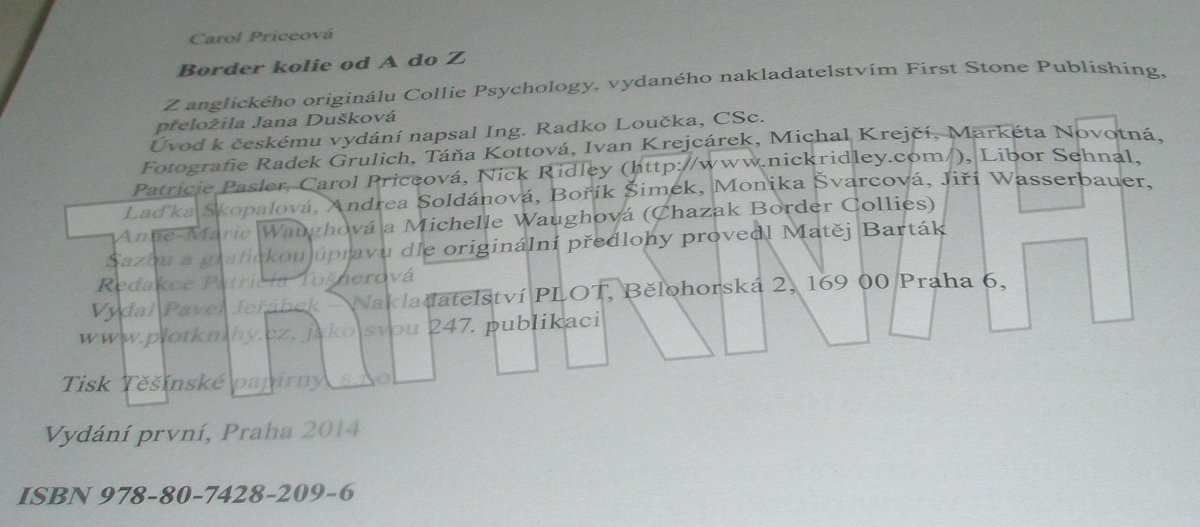 Carol Priceová
Border kolie od A do Z
Z anglického originálu Collie Psychology, vydaného nakladatelstvím First Stone Publishing,
přeložila Jana Dušková
Úvod k českému vydání napsal Ing. Radko Loučka, CSc.
Fotografie Radek Grulich, Táňa Kottová, Ivan Krejcárek, Michal Krejčí, Markéta Novotná,
Patricie Pasler, Carol Priceová, Nick Ridley (http://www.nickridley.com/), Libor Sehnal,
Laďka Skopalová, Andrea Soldánová, Bořík Šimek, Monika Švarcová, Jiří Wasserbauer,
Anne-Marie Waughová a Michelle Waughová (Chazak Border Collies)
Sazbu a grafickou úpravu dle originální předlohy provedl Matěj Barták
Redakce Patricia Tošnerová
Vydal Pavel Jeřábek – Nakladatelství PLOT, Bělohorská 2, 169 00 Praha 6,
www.plotknihy.cz, jako svou 247. publikaci
Tisk Těšínské papírny, s.r.o.
Vydání první, Praha 2014
ISBN 978-80-7428-209-6
TRHKNIH